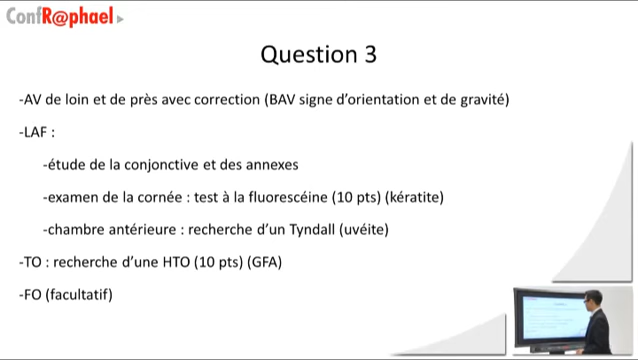 ConfR@phael
Question 3
-AV de loin et de près avec correction (BAV signe d'orientation et de gravité)
-LAF :
-étude de la conjonctive et des annexes
-examen de la cornée : test à la fluorescéine (10 pts) (kératite)
-chambre antérieure : recherche d'un Tyndall (uvéite)
-TO : recherche d'une HTO (10 pts) (GFA)
-FO (facultatif)